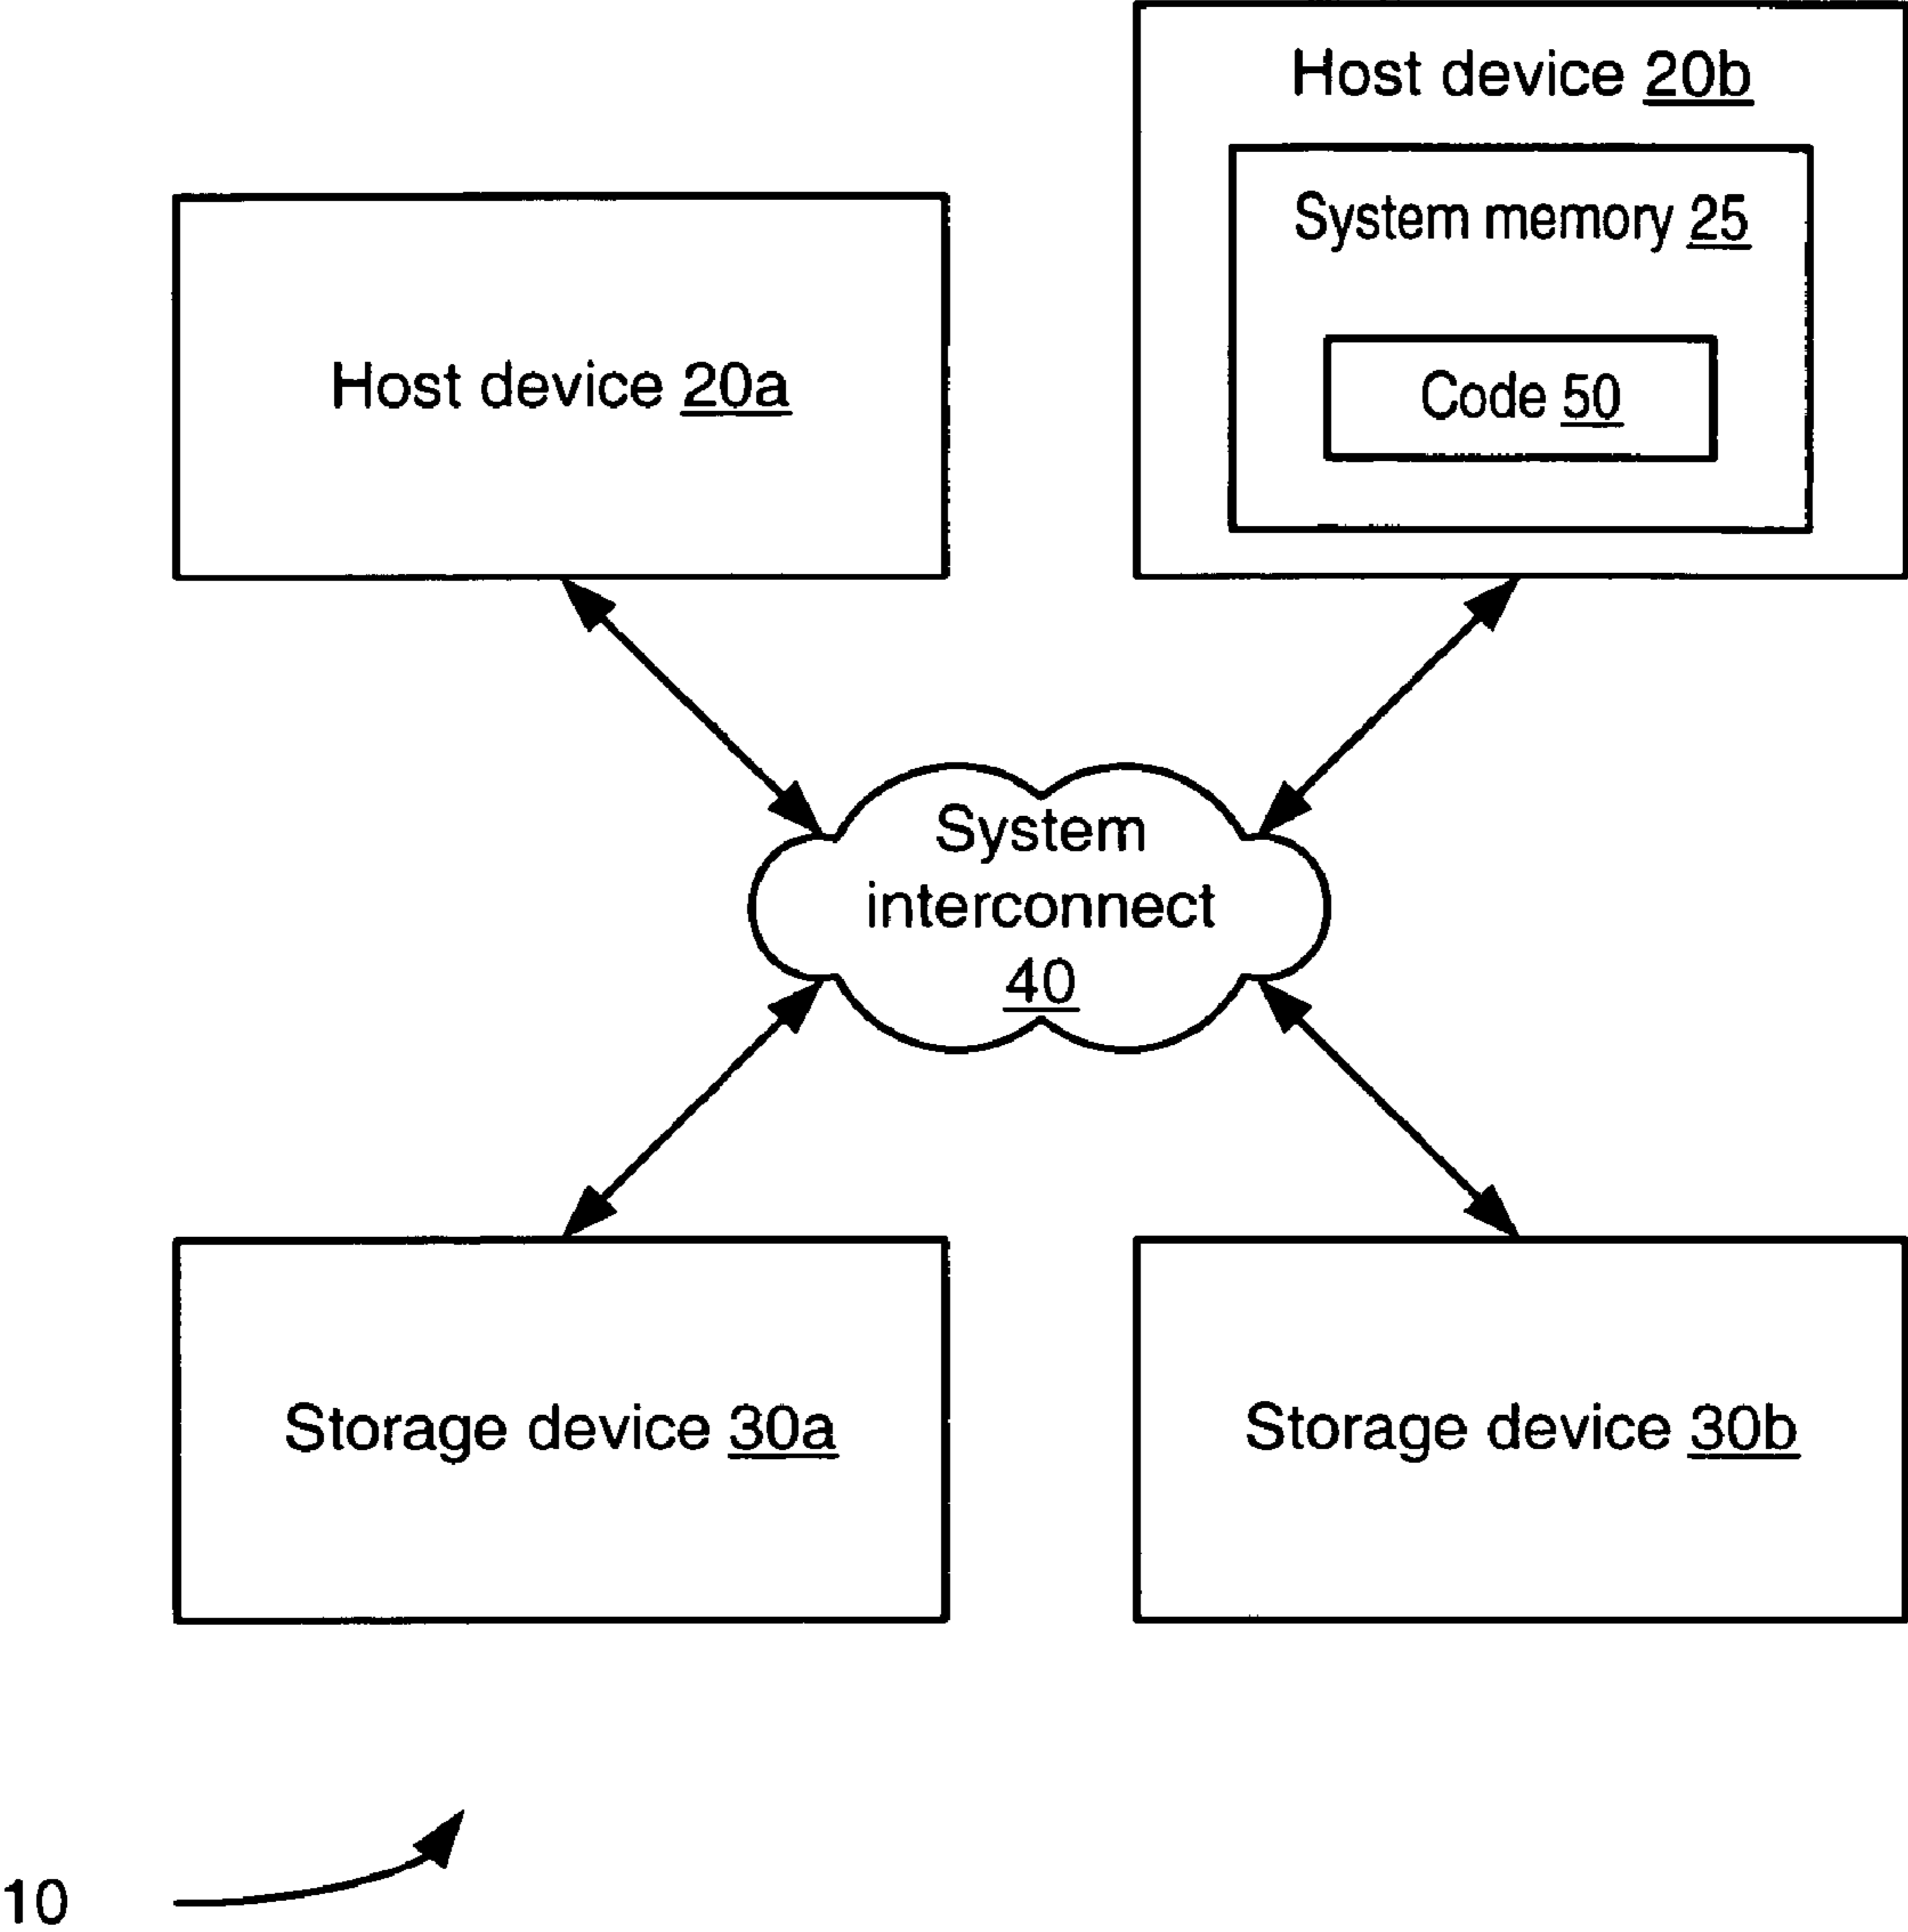 Host device 20b
System memory 25
Host device 20a
Code 50
System
interconnect
40
Storage device 30a
Storage device 30b
10